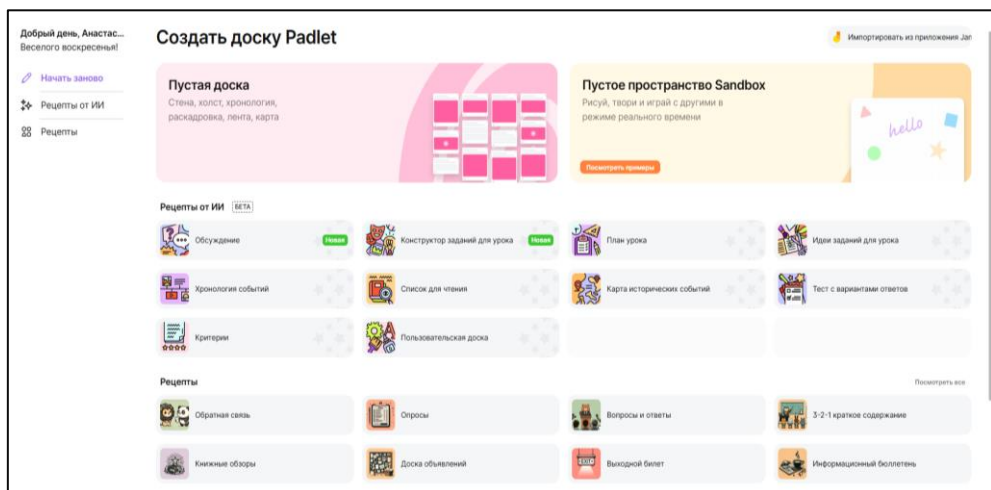 Добрый день, Анастас...
Веселого воскресенья!
Начать заново
Рецепты от ИИ
Рецепты
Создать доску Padlet
Импортировать из приложения Jam
Пустая доска
Стена, холст, хронология,
раскадровка, лента, карта
Пустое пространство Sandbox
Рисуй, твори и играй с другими в
режиме реального времени
Посмотреть примеры
hello
Рецепты от ИИ БЕТА
Обсуждение Новая
Конструктор заданий для урока Новая
План урока
Идеи заданий для урока
Хронология событий
Список для чтения
Карта исторических событий
Тест с вариантами ответов
Критерии
Пользовательская доска
Рецепты
Посмотреть все
Обратная связь
Опросы
Вопросы и ответы
3-2-1 краткое содержание
Книжные обзоры
Доска объявлений
EXIT
Выходной билет
Информационный бюллетень